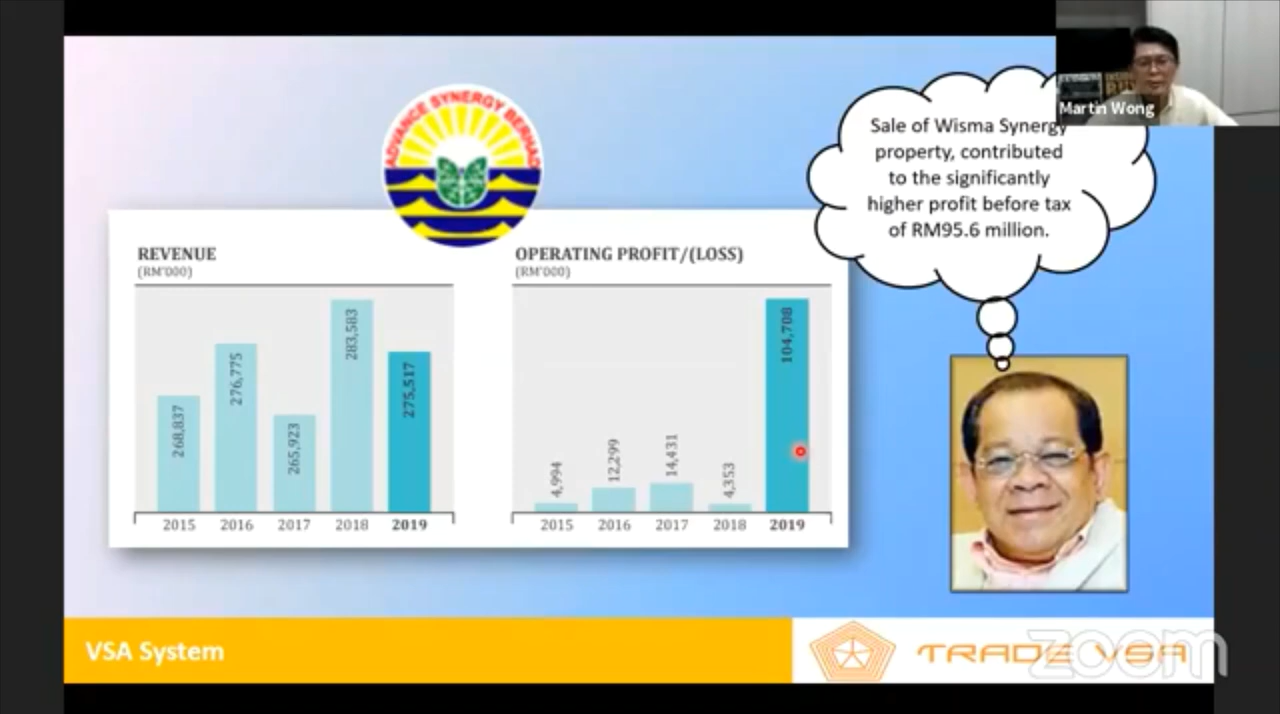 ADVANCE SYNERGY BERHAD
Martin Wong
Sale of Wisma Synergy
property, contributed
to the significantly
higher profit before tax
of RM95.6 million.
REVENUE
(RM'000)
268,837
276,775
265,923
283,583
275,517
2015
2016
2017
2018
2019
OPERATING PROFIT/(LOSS)
(RM'000)
4,994
12,299
14,431
4,353
104,708
2015
2016
2017
2018
2019
VSA System
TRADE VSA
zoom